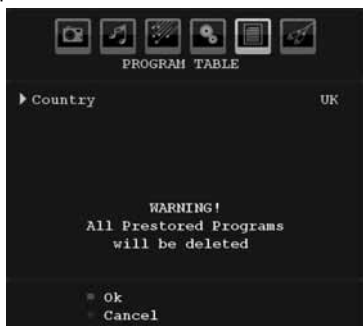 PROGRAM TABLE
Country UK
WARNING!
All Prestored Programs
will be deleted
Ok
Cancel